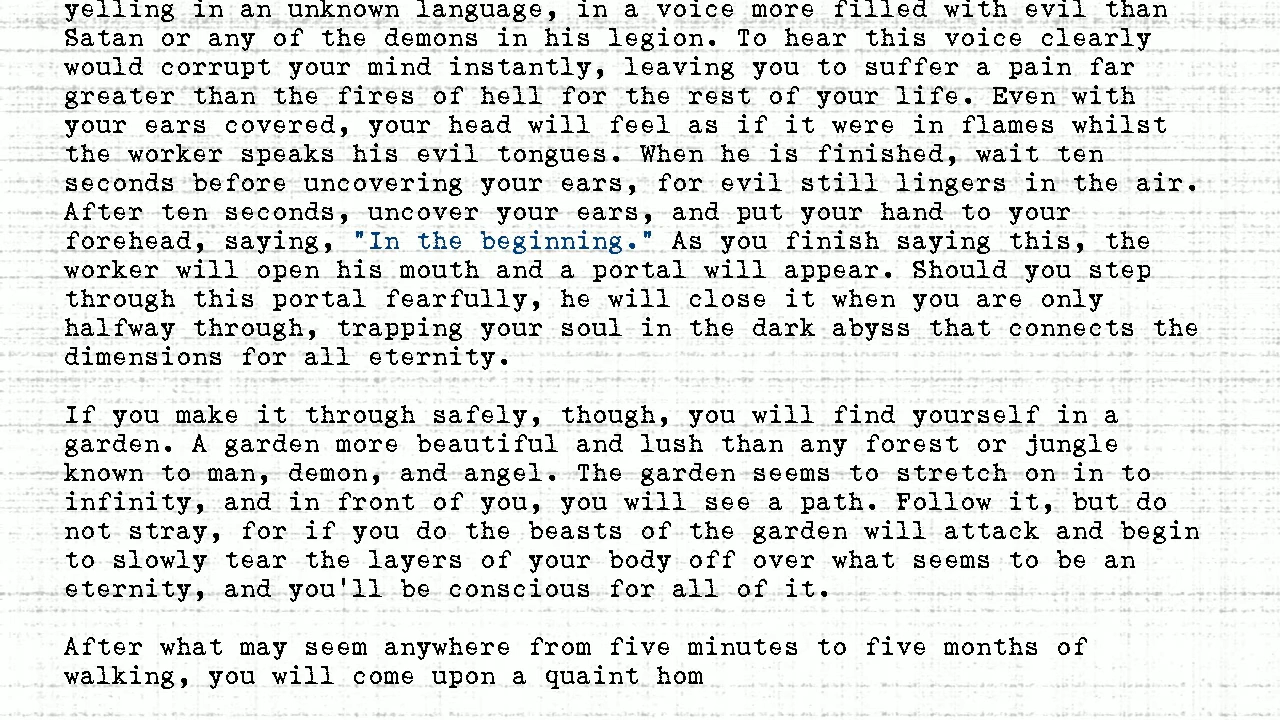 yelling in an unknown language, in a voice more filled with evil than
Satan or any of the demons in his legion. To hear this voice clearly
would corrupt your mind instantly, leaving you to suffer a pain far
greater than the fires of hell for the rest of your life. Even with
your ears covered, your head will feel as if it were in flames whilst
the worker speaks his evil tongues. When he is finished, wait ten
seconds before uncovering your ears, for evil still lingers in the air.
After ten seconds, uncover your ears, and put your hand to your
forehead, saying, "In the beginning." As you finish saying this, the
worker will open his mouth and a portal will appear. Should you step
through this portal fearfully, he will close it when you are only
halfway through, trapping your soul in the dark abyss that connects the
dimensions for all eternity.
If you make it through safely, though, you will find yourself in a
garden. A garden more beautiful and lush than any forest or jungle
known to man, demon, and angel. The garden seems to stretch on in to
infinity, and in front of you, you will see a path. Follow it, but do
not stray, for if you do the beasts of the garden will attack and begin
to slowly tear the layers of your body off over what seems to be an
eternity, and you'll be conscious for all of it.
After what may seem anywhere from five minutes to five months of
walking, you will come upon a quaint hom